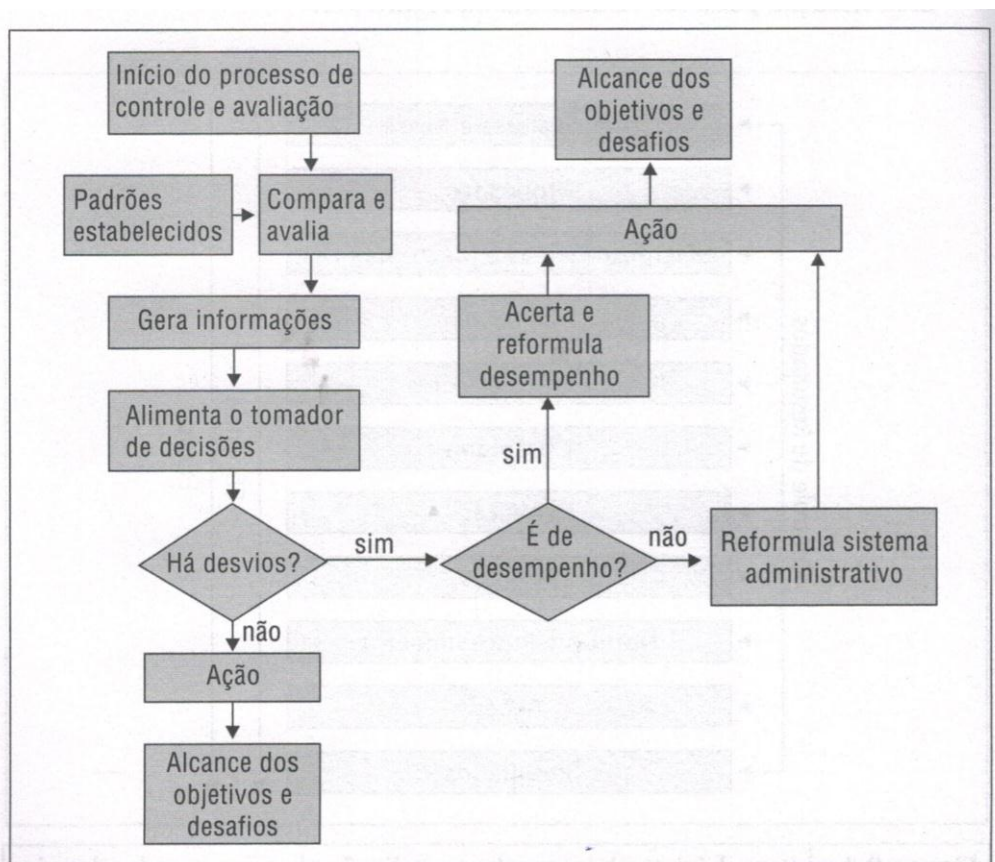 Início do processo de
controle e avaliação
Padrões
estabelecidos
Compara e
avalia
Gera informações
Alimenta o tomador
de decisões
Há desvios?
sim
não
Ação
Alcance dos
objetivos e
desafios
É de
desempenho?
sim
não
Acerta e
reformula
desempenho
Reformula sistema
administrativo
Ação
Alcance dos
objetivos e
desafios